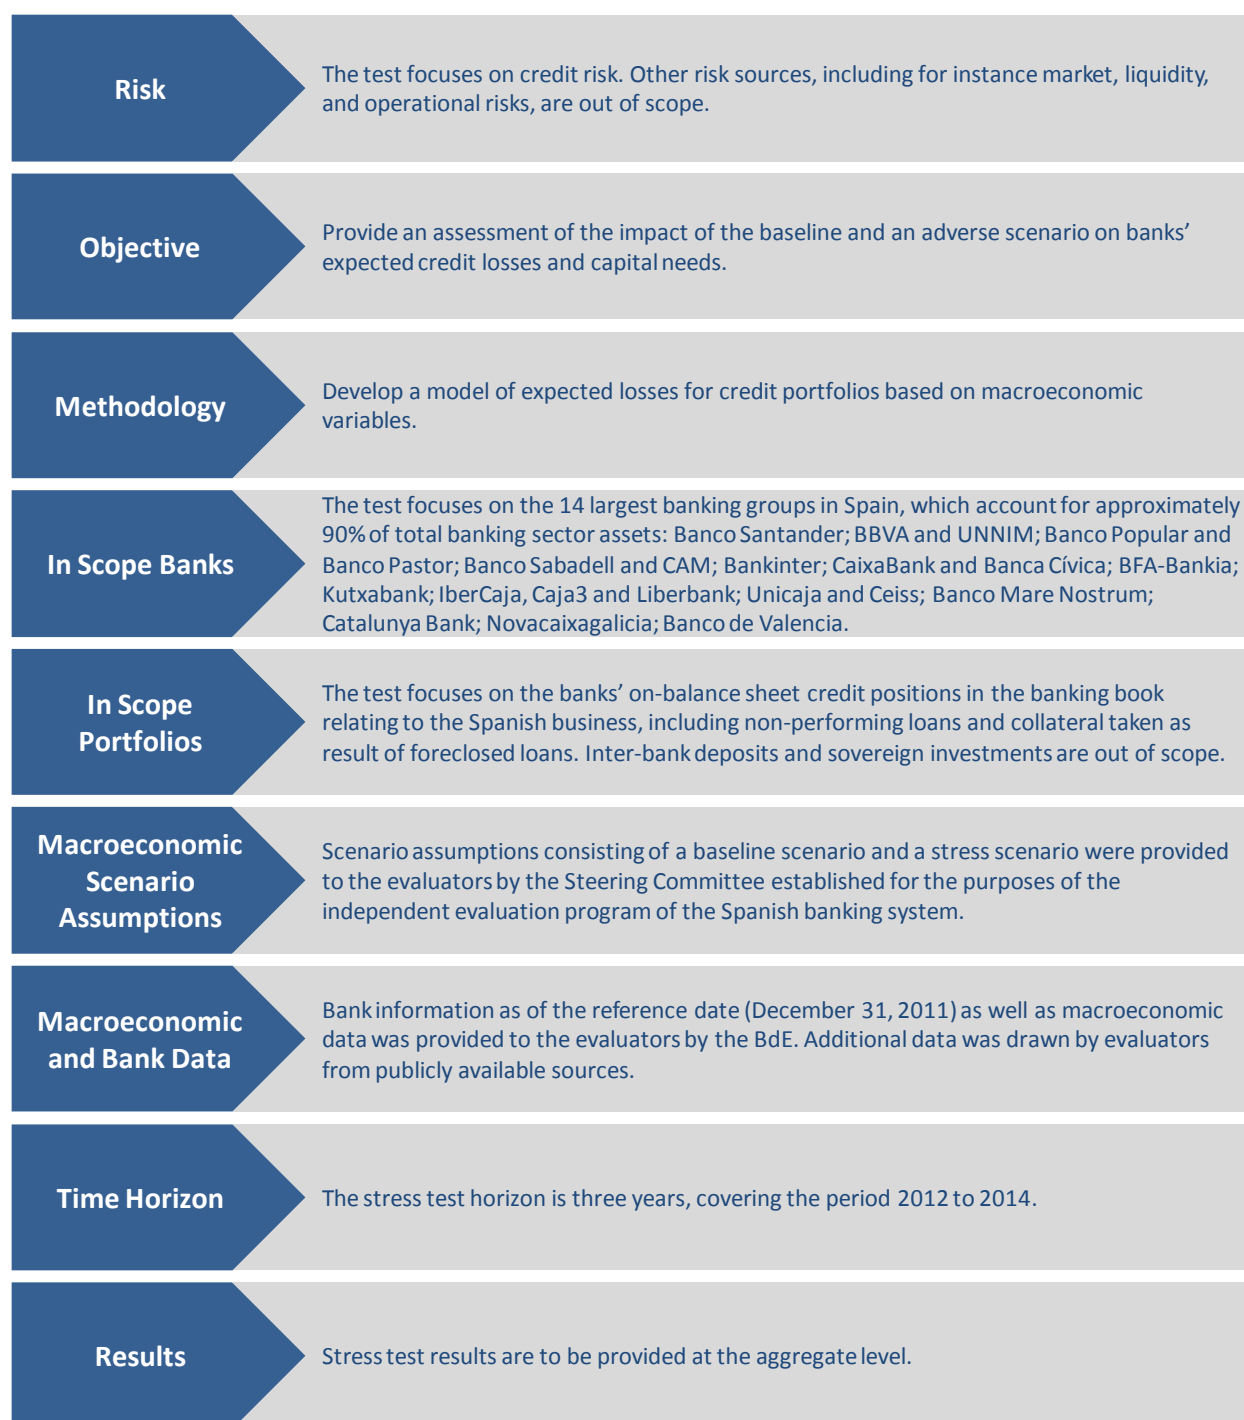 Risk
The test focuses on credit risk. Other risk sources, including for instance market, liquidity,
and operational risks, are out of scope.
Objective
Provide an assessment of the impact of the baseline and an adverse scenario on banks’
expected credit losses and capital needs.
Methodology
Develop a model of expected losses for credit portfolios based on macroeconomic
variables.
In Scope Banks
The test focuses on the 14 largest banking groups in Spain, which account for approximately
90% of total banking sector assets: Banco Santander; BBVA and UNNIM; Banco Popular and
Banco Pastor; Banco Sabadell and CAM; Bankinter; CaixaBank and Banca Cívica; BFA-Bankia;
Kutxabank; IberCaja, Caja3 and Liberbank; Unicaja and Ceiss; Banco Mare Nostrum;
Catalunya Bank; Novacaixagalicia; Banco de Valencia.
In Scope
Portfolios
The test focuses on the banks’ on-balance sheet credit positions in the banking book
relating to the Spanish business, including non-performing loans and collateral taken as
result of foreclosed loans. Inter-bank deposits and sovereign investments are out of scope.
Macroeconomic
Scenario
Assumptions
Scenario assumptions consisting of a baseline scenario and a stress scenario were provided
to the evaluators by the Steering Committee established for the purposes of the
independent evaluation program of the Spanish banking system.
Macroeconomic
and Bank Data
Bank information as of the reference date (December 31, 2011) as well as macroeconomic
data was provided to the evaluators by the BdE. Additional data was drawn by evaluators
from publicly available sources.
Time Horizon
The stress test horizon is three years, covering the period 2012 to 2014.
Results
Stress test results are to be provided at the aggregate level.